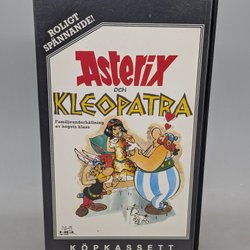 ROLIGT
SPÄNNANDE!
Asterix
OCH
KLEOPATRA
Familjeunderhållning
av högsta klass
KÖPKASSETT